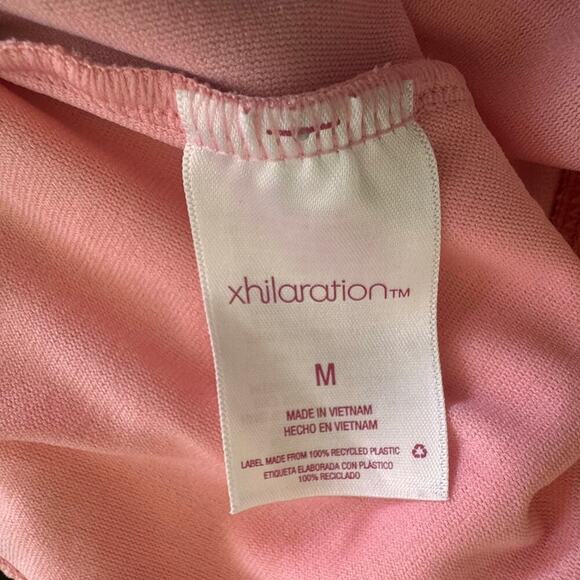 xhilaration™
M
MADE IN VIETNAM
HECHO EN VIETNAM
LABEL MADE FROM 100% RECYCLED PLASTIC
ETIQUETA ELABORADA CON PLÁSTICO
100% RECICLADO